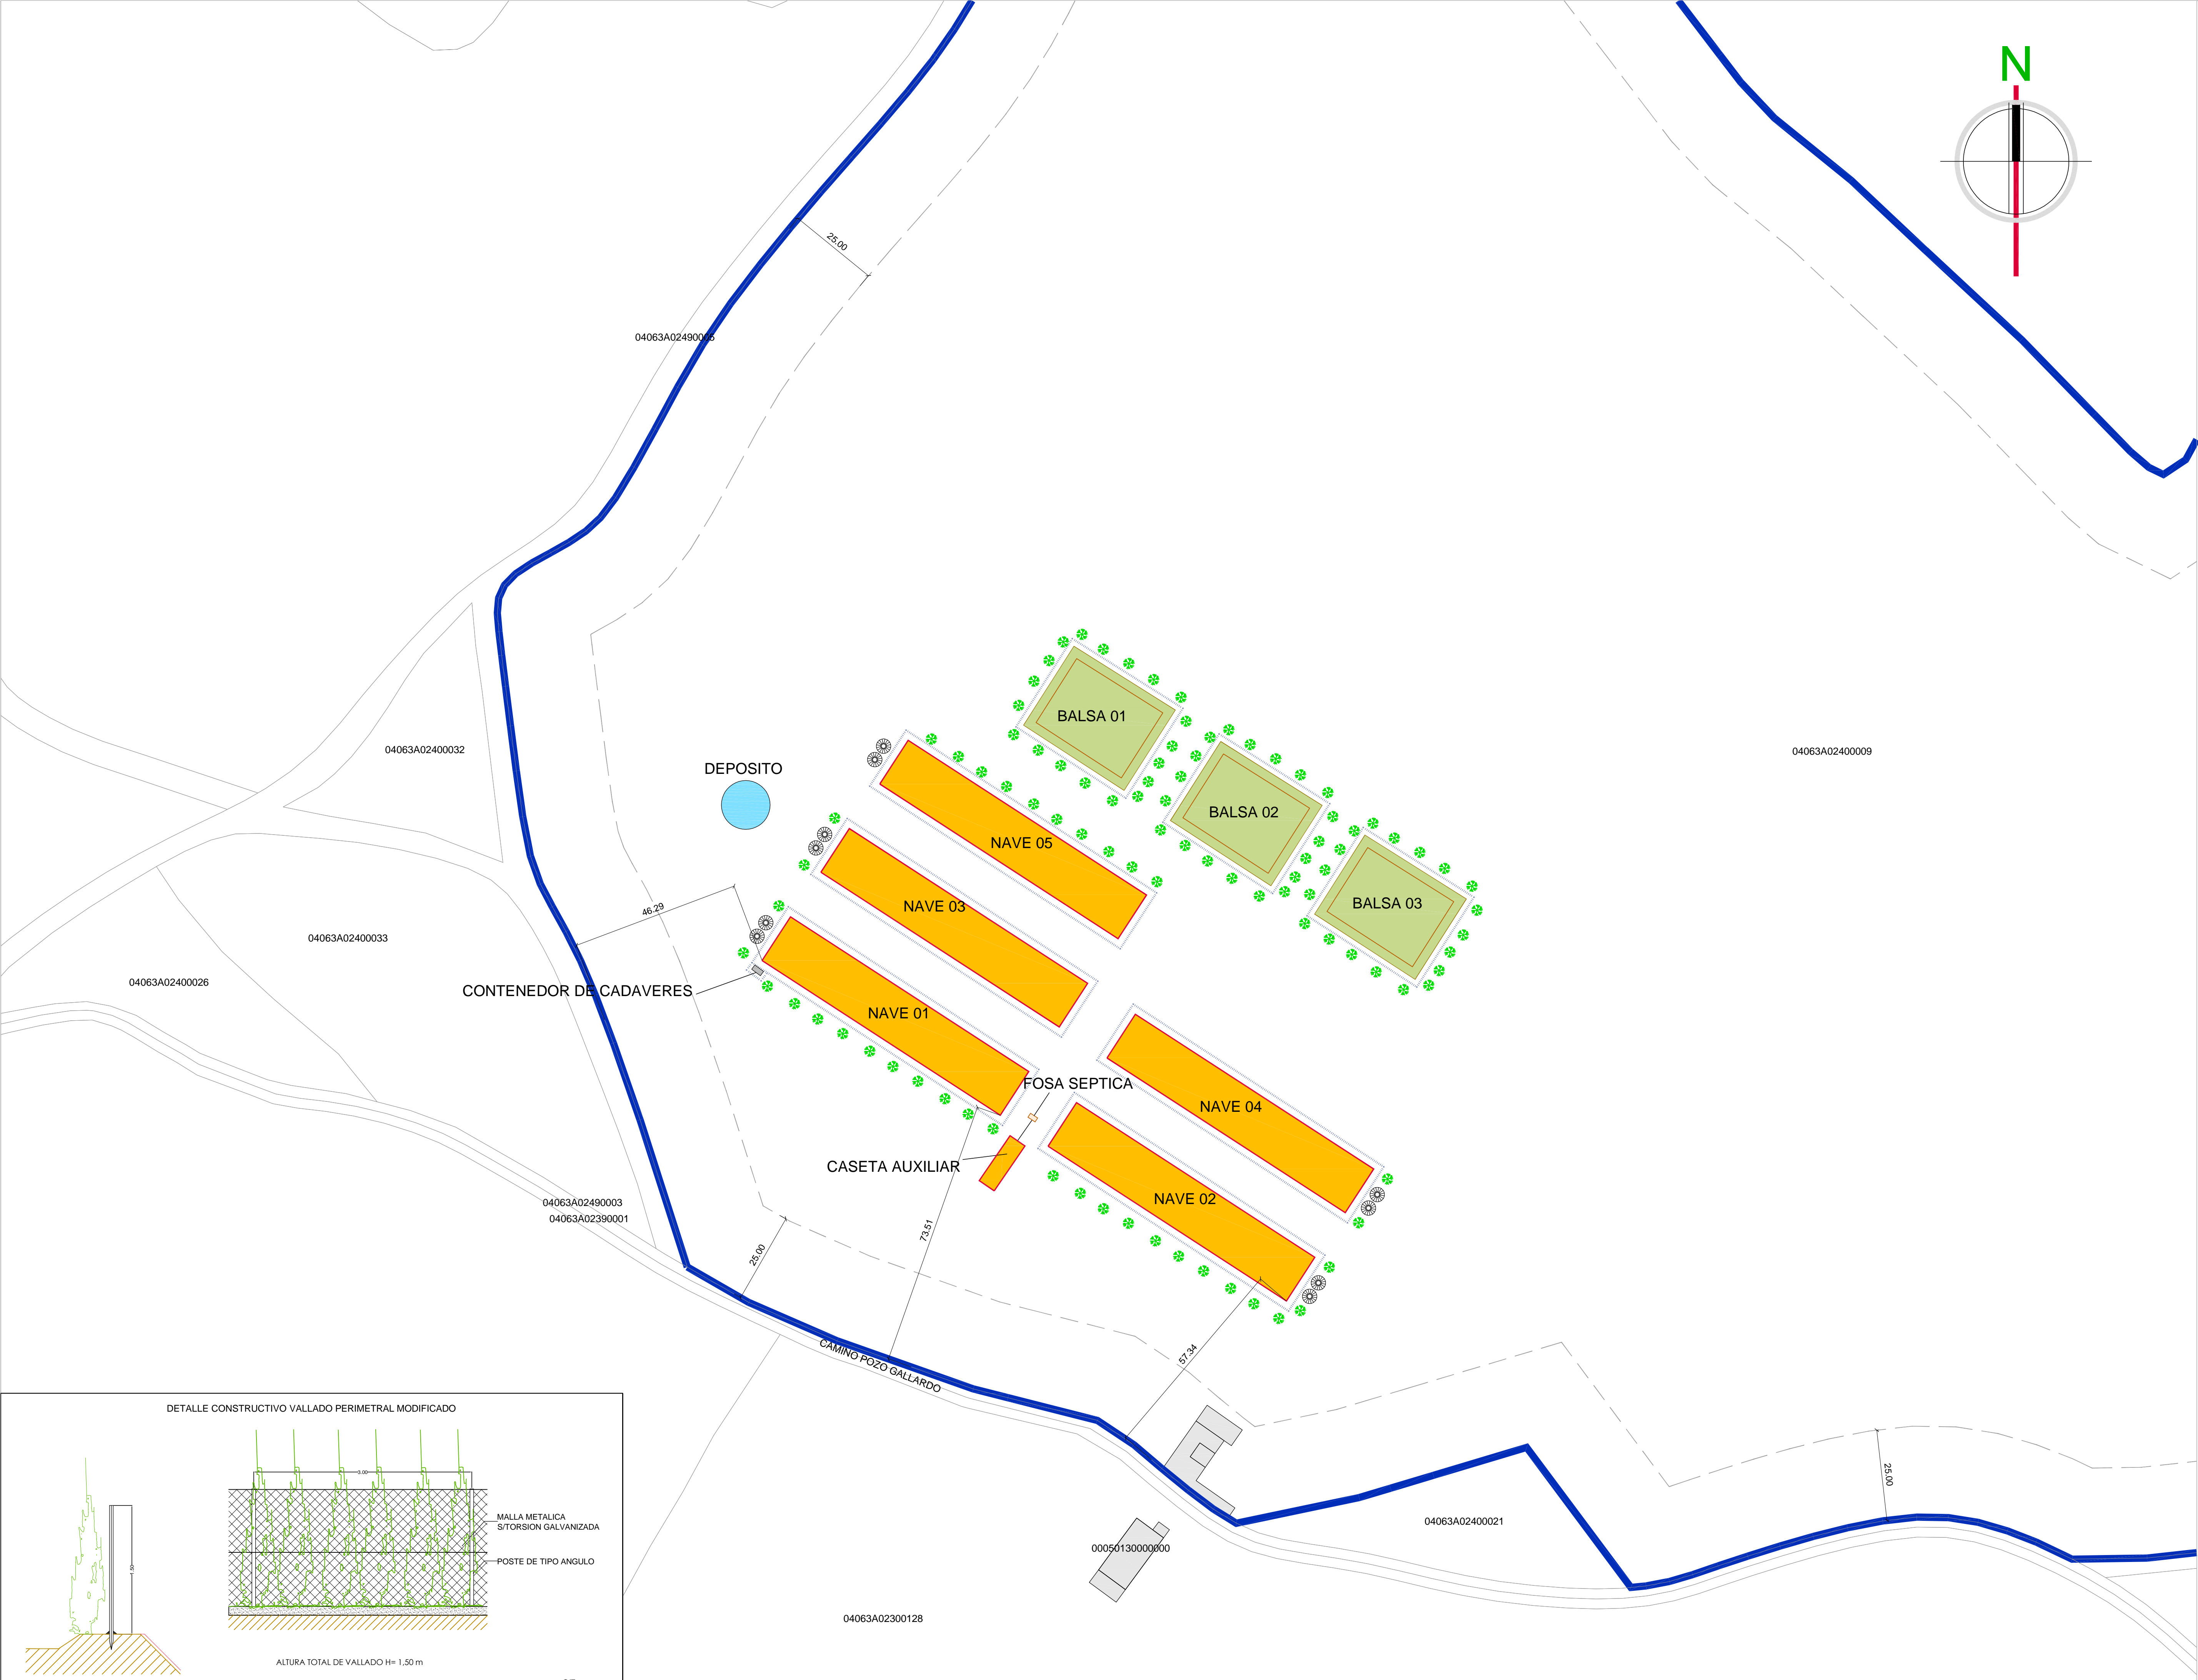 N
25.00
04063A02490005
04063A02400032
04063A02400009
BALSA 01
DEPOSITO
BALSA 02
NAVE 05
BALSA 03
NAVE 03
46.29
04063A02400033
04063A02400026
CONTENEDOR DE CADAVERES
NAVE 01
FOSA SEPTICA
NAVE 04
CASETA AUXILIAR
NAVE 02
04063A02490003
04063A02390001
73.51
25.00
57.34
CAMINO POZO GALLARDO
25.00
04063A02400021
00050130000000
04063A02300128
DETALLE CONSTRUCTIVO VALLADO PERIMETRAL MODIFICADO
MALLA METALICA
S/TORSION GALVANIZADA
POSTE DE TIPO ANGULO
ALTURA TOTAL DE VALLADO H= 1,50 m